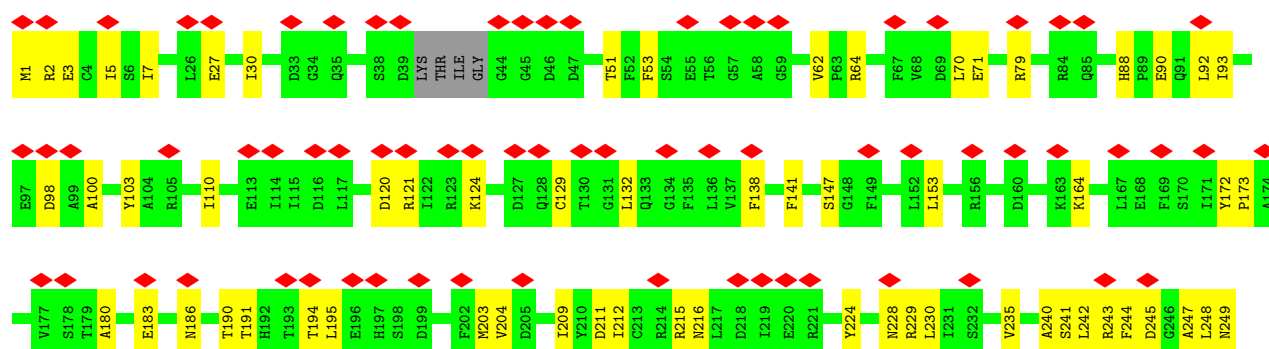 M1 R2 E3 C4 I5 S6 I7 L26 E27 I30 D33 G34 Q35 S38 D39 LYS THR ILE GLY G44 G45 D46 D47 T51 F52 F53 S54 E55 T56 G57 A58 G59 V62 P63 R64 F67 V68 D69 L70 E71 R79 R84 Q85 H88 P89 E90 Q91 L92 I93
E97 D98 A99 A100 Y103 A104 R105 I110 E113 I114 I115 D116 L117 D120 R121 I122 R123 K124 D127 Q128 C129 T130 G131 L132 Q133 G134 F135 L136 V137 F138 F141 S147 G148 F149 L152 L153 R156 D160 K163 K164 L167 E168 F169 S170 I171 Y172 P173 A174
V177 S178 T179 A180 E183 N186 T190 T191 H192 T193 T194 L195 E196 H197 S198 D199 F202 M203 V204 D205 I209 Y210 D211 I212 C213 R214 R215 N216 L217 D218 I219 E220 R221 Y224 N228 R229 L230 I231 S232 V235 A240 S241 L242 R243 F244 D245 G246 A247 L248 N249